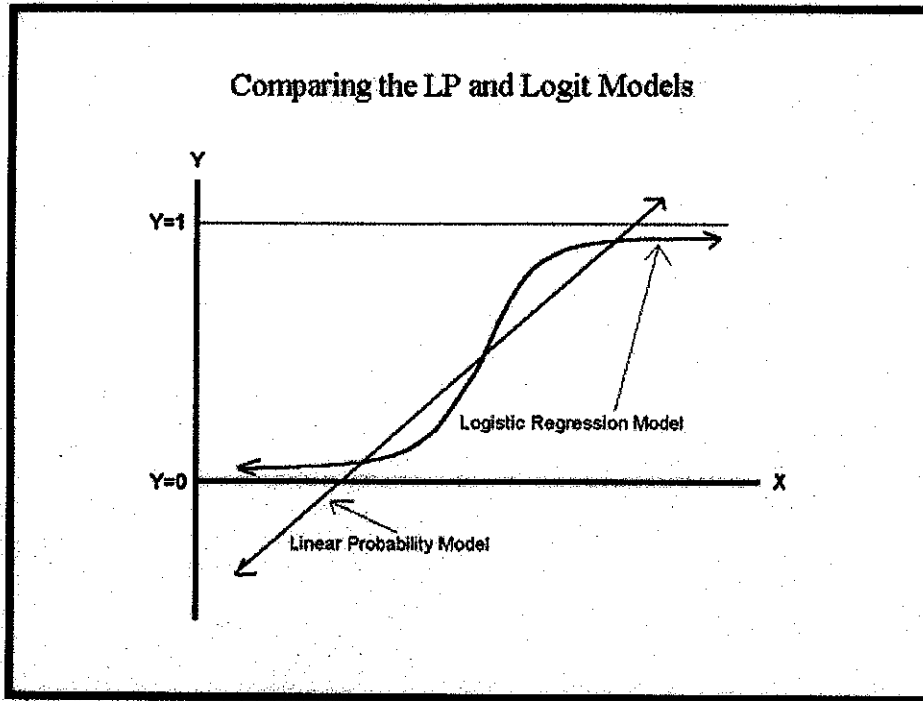 Comparing the LP and Logit Models
Y
Y=1
Logistic Regression Model
Y=0
X
Linear Probability Model